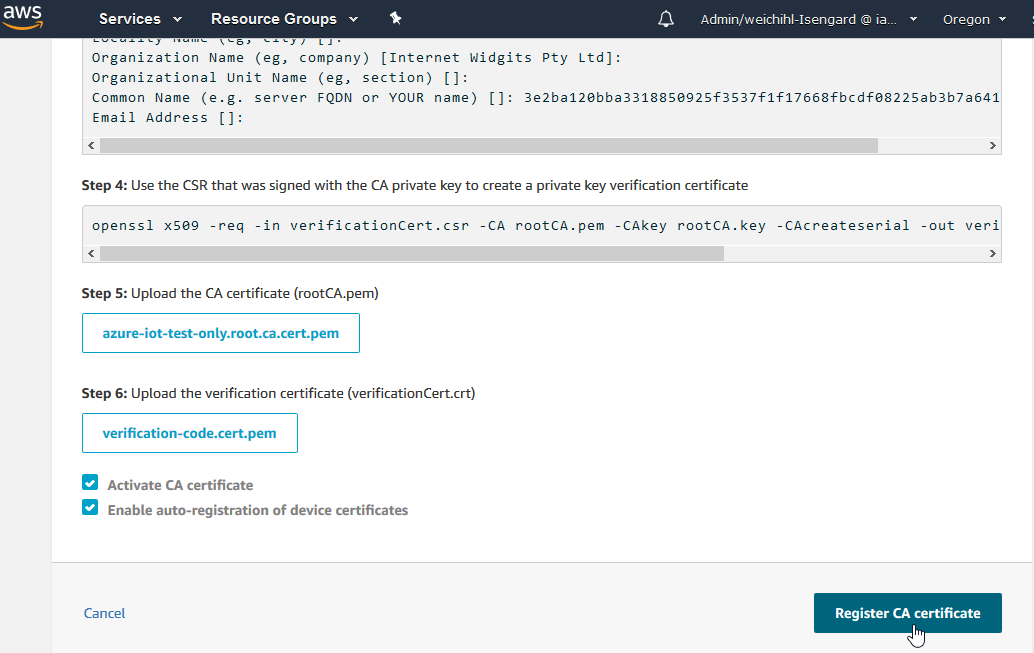 aws
Services
Resource Groups
Admin/weichihl-Isengard @ ia...
Oregon
Locality Name (eg, city) []:
Organization Name (eg, company) [Internet Widgits Pty Ltd]:
Organizational Unit Name (eg, section) []:
Common Name (e.g. server FQDN or YOUR name) []: 3e2ba120bba3318850925f3537f1f17668fbcdf08225ab3b7a641
Email Address []:
Step 4: Use the CSR that was signed with the CA private key to create a private key verification certificate
openssl x509 -req -in verificationCert.csr -CA rootCA.pem -CAkey rootCA.key -CAcreateserial -out veri
Step 5: Upload the CA certificate (rootCA.pem)
azure-iot-test-only.root.ca.cert.pem
Step 6: Upload the verification certificate (verificationCert.crt)
verification-code.cert.pem
Activate CA certificate
Enable auto-registration of device certificates
Cancel
Register CA certificate